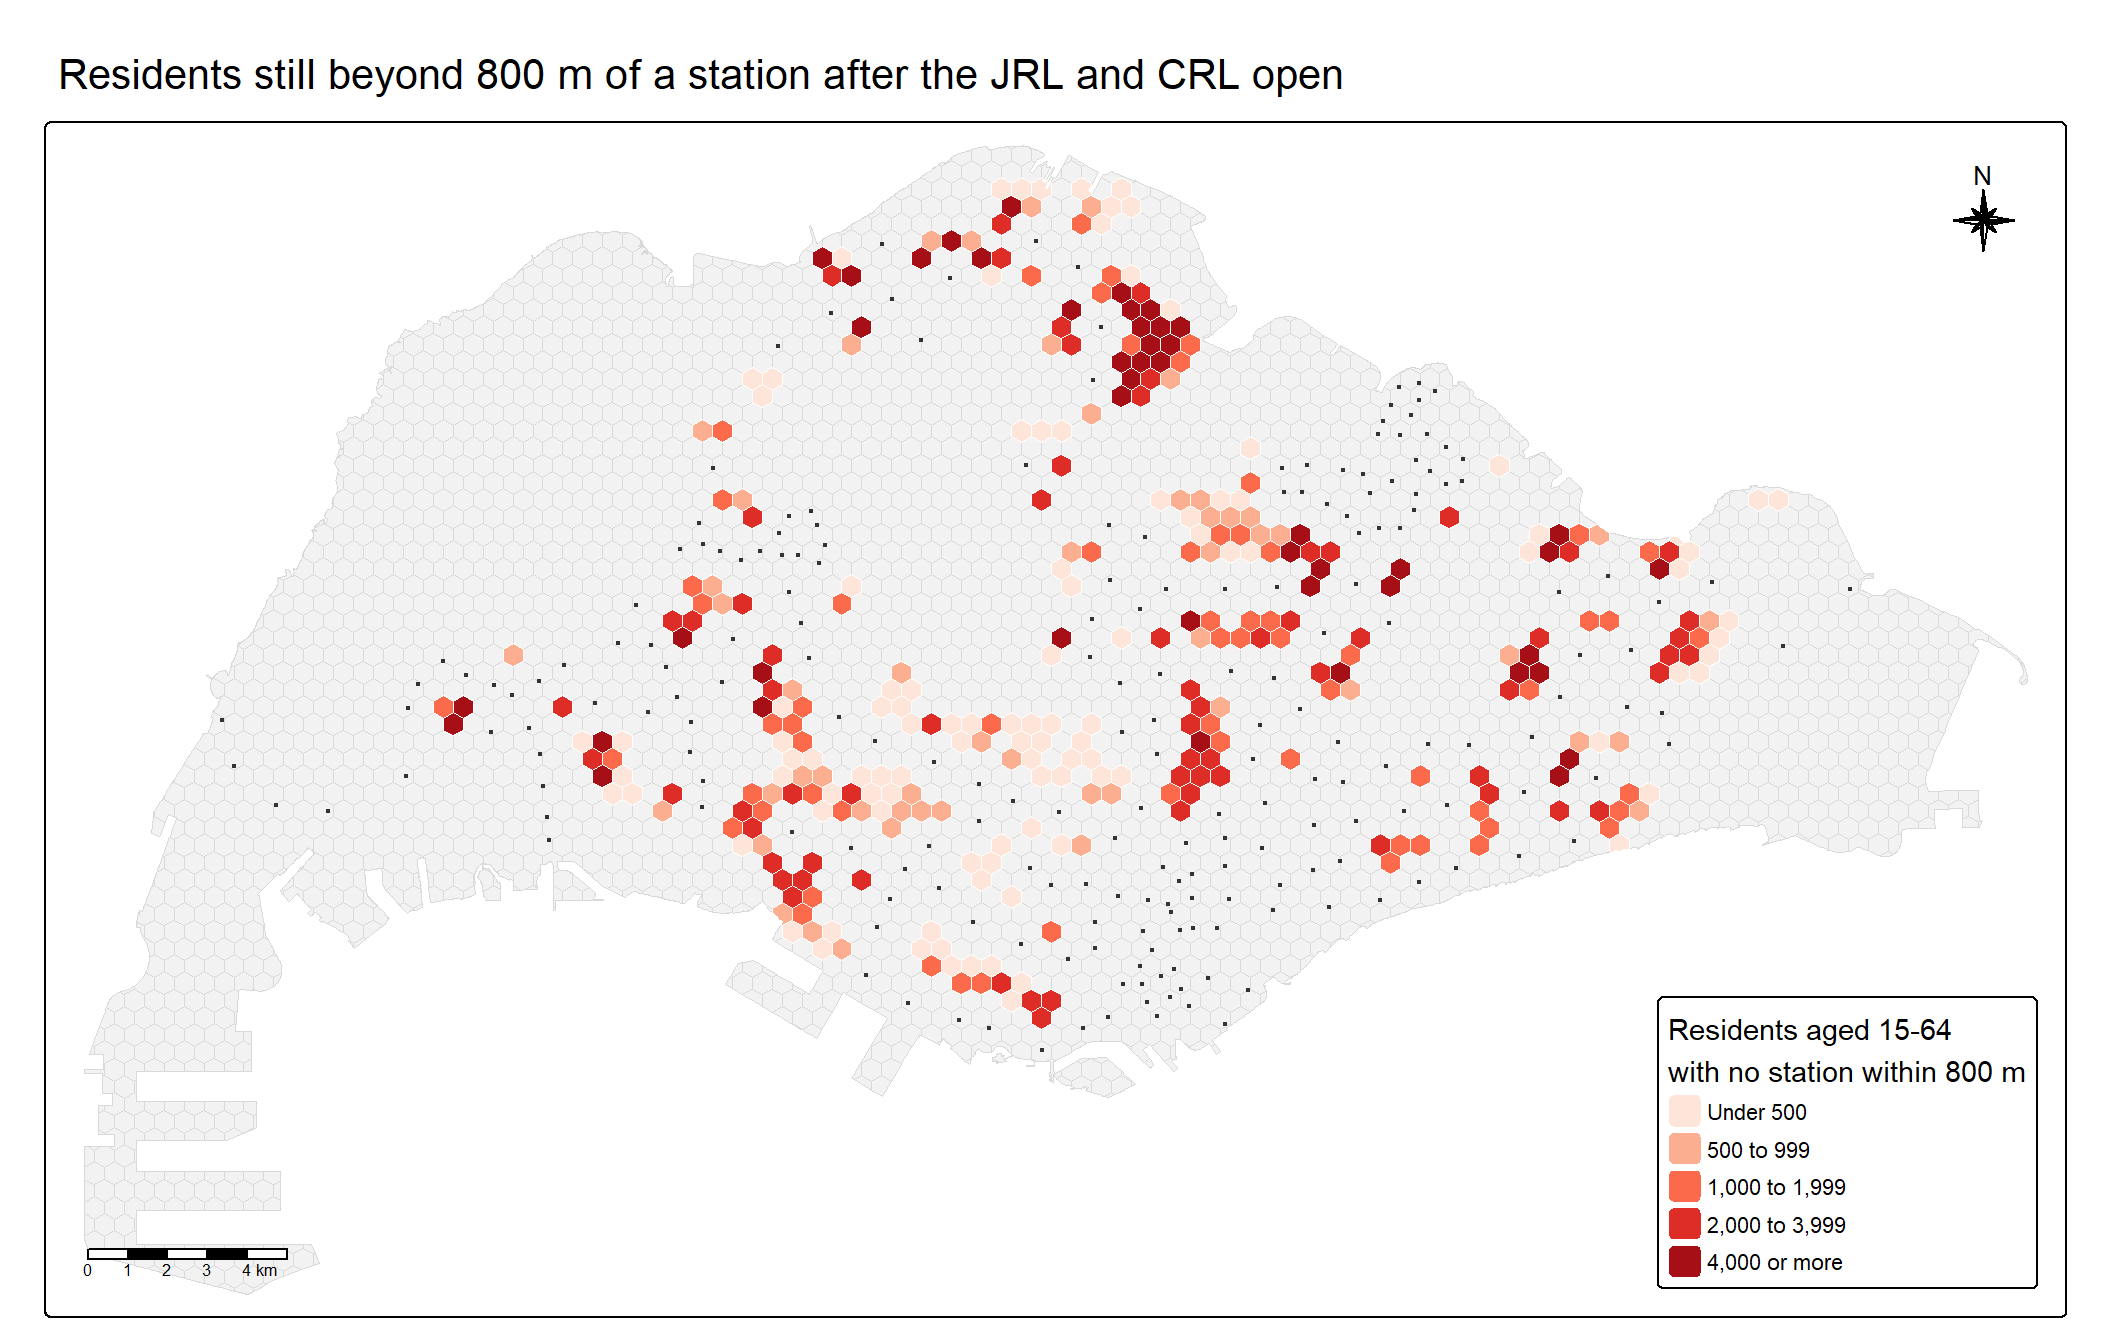 Residents still beyond 800 m of a station after the JRL and CRL open
N
Residents aged 15-64
with no station within 800 m
Under 500
500 to 999
1,000 to 1,999
2,000 to 3,999
4,000 or more
0 1 2 3 4 km